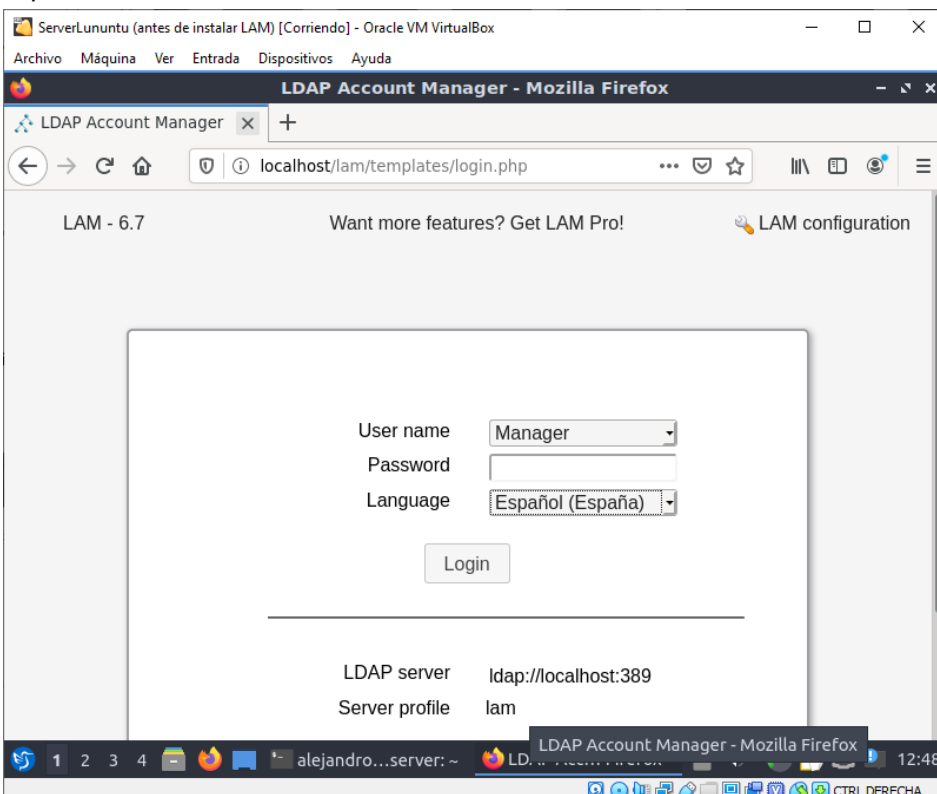 ServerLununtu (antes de instalar LAM) [Corriendo] - Oracle VM VirtualBox
Archivo Máquina Ver Entrada Dispositivos Ayuda
LDAP Account Manager - Mozilla Firefox
LDAP Account Manager
localhost/lam/templates/login.php
LAM - 6.7 Want more features? Get LAM Pro! LAM configuration
User name Manager
Password
Language Español (España)
Login
LDAP server ldap://localhost:389
Server profile lam
LDAP Account Manager - Mozilla Firefox
1 2 3 4 alejandro...server: ~ 12:48
CTRL DERECHA